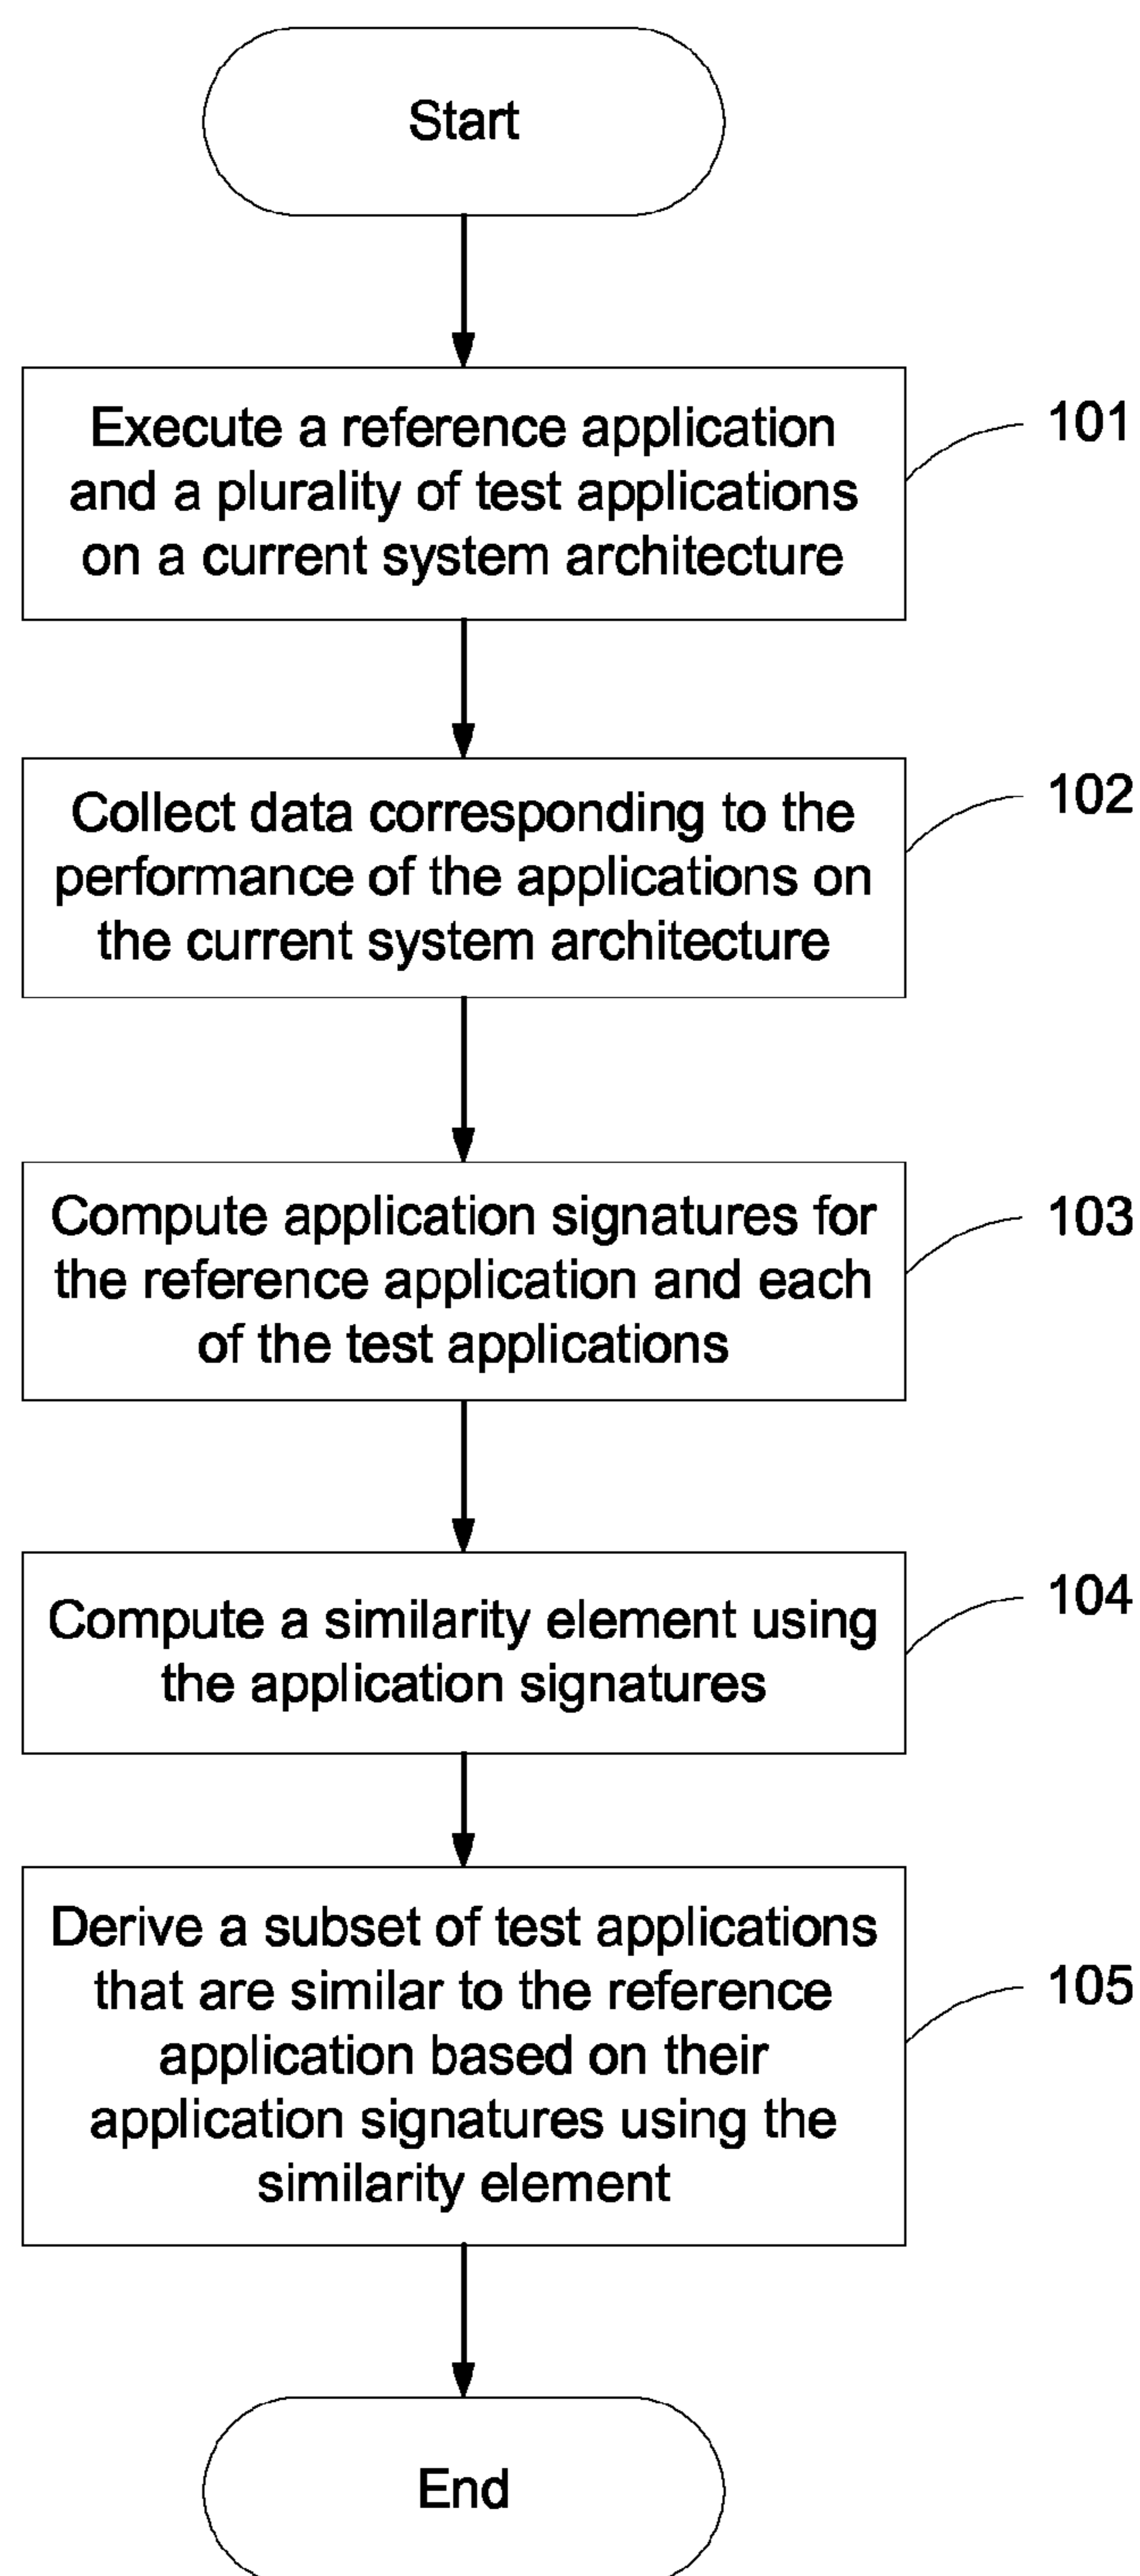 Start
Execute a reference application
and a plurality of test applications
on a current system architecture
101
Collect data corresponding to the
performance of the applications on
the current system architecture
102
Compute application signatures for
the reference application and each
of the test applications
103
Compute a similarity element using
the application signatures
104
Derive a subset of test applications
that are similar to the reference
application based on their
application signatures using the
similarity element
105
End